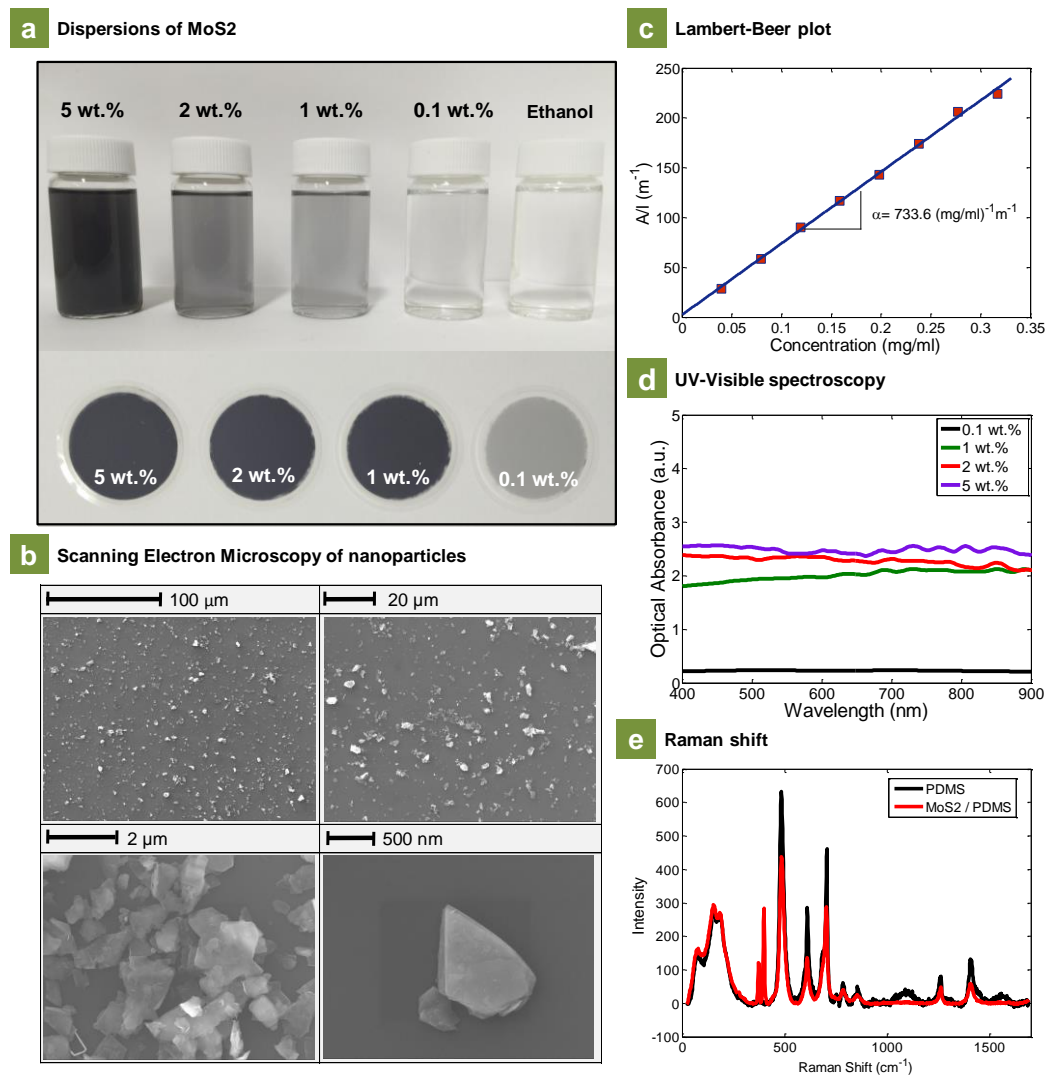 a Dispersions of MoS2
5 wt.% 2 wt.% 1 wt.% 0.1 wt.% Ethanol
5 wt.% 2 wt.% 1 wt.% 0.1 wt.%
b Scanning Electron Microscopy of nanoparticles
100 µm 20 µm
2 µm 500 nm
c Lambert-Beer plot
250
200
150
100
50
0
A/l (m⁻¹)
α= 733.6 (mg/ml)⁻¹m⁻¹
0 0.05 0.1 0.15 0.2 0.25 0.3 0.35
Concentration (mg/ml)
d UV-Visible spectroscopy
5
4
3
2
1
0
Optical Absorbance (a.u.)
0.1 wt.%
1 wt.%
2 wt.%
5 wt.%
400 500 600 700 800 900
Wavelength (nm)
e Raman shift
700
600
500
400
300
200
100
0
-100
Intensity
PDMS
MoS2 / PDMS
0 500 1000 1500
Raman Shift (cm⁻¹)